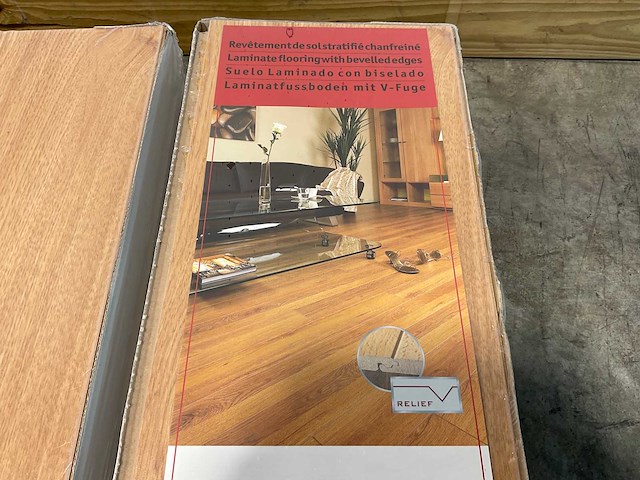 Revêtement de sol stratifié chanfreiné
Laminate flooring with bevelled edges
Suelo Laminado con biselado
Laminatfussboden mit V-Fuge
RELIEF